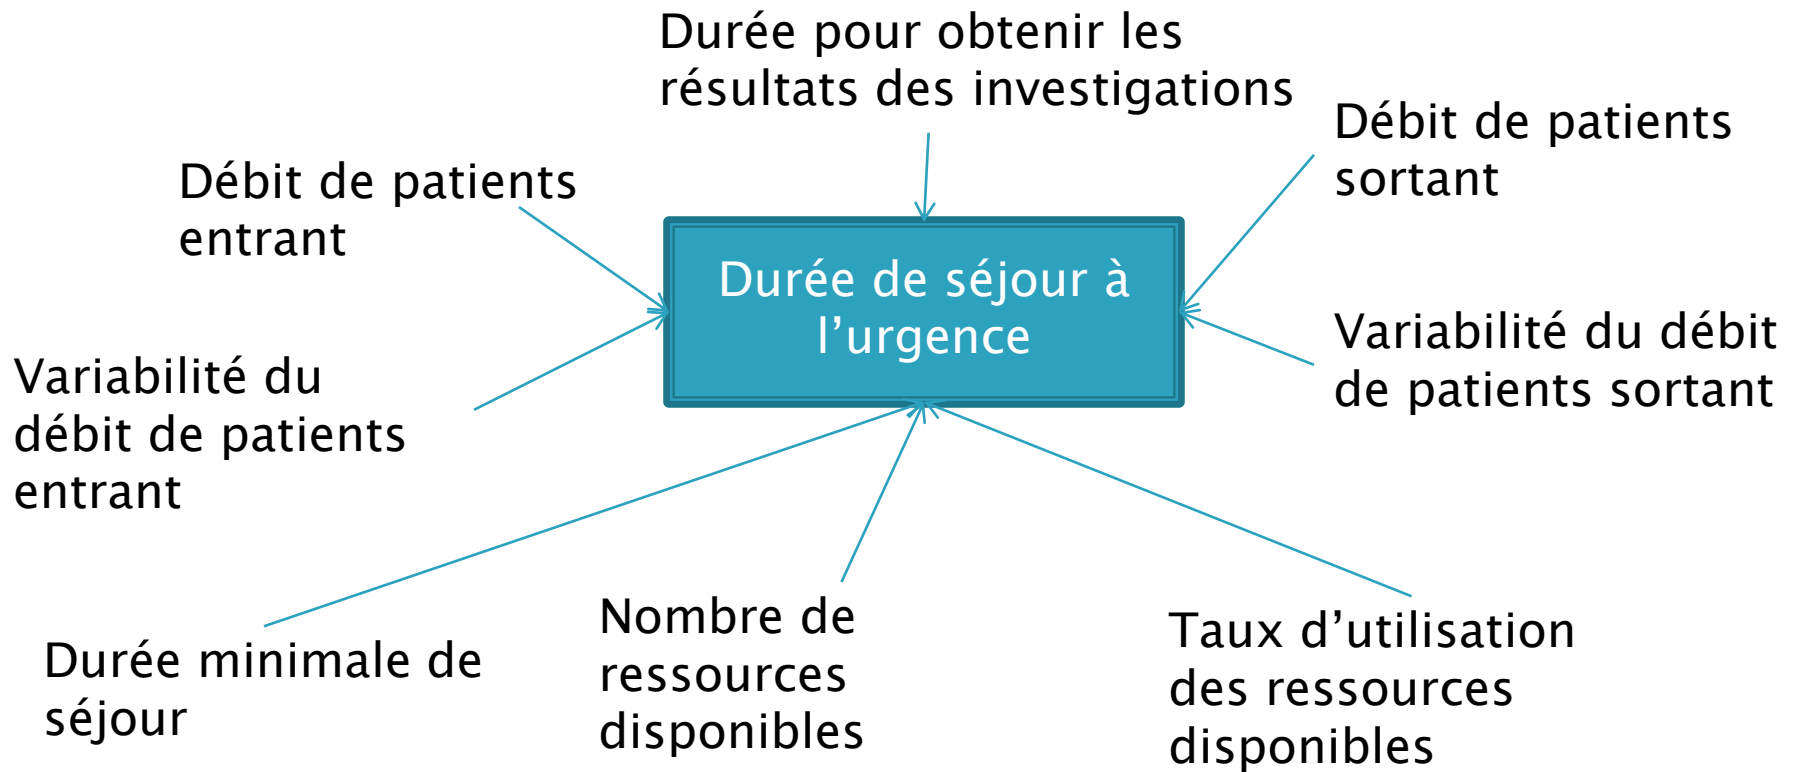 Durée pour obtenir les
résultats des investigations
Débit de patients
sortant
Débit de patients
entrant
Durée de séjour à
l’urgence
Variabilité du débit
de patients sortant
Variabilité du
débit de patients
entrant
Durée minimale de
séjour
Nombre de
ressources
disponibles
Taux d’utilisation
des ressources
disponibles